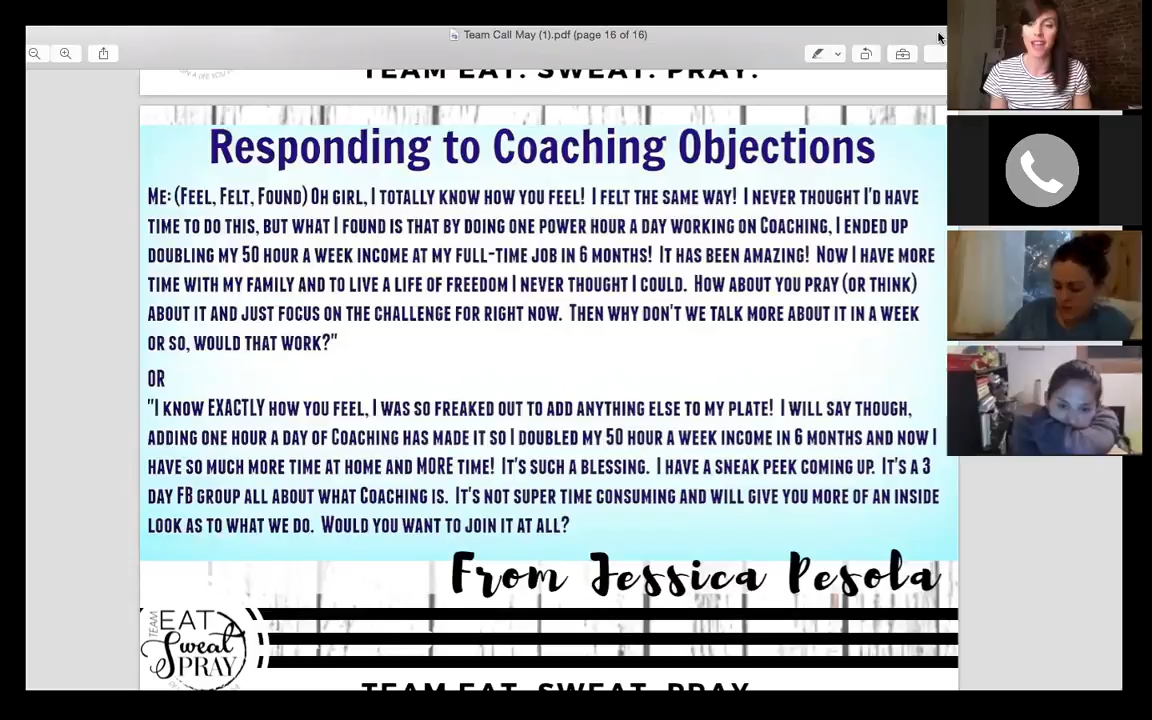 Team Call May (1).pdf (page 16 of 16)
TEAM EAT. SWEAT. PRAY.
Responding to Coaching Objections
Me: (Feel, Felt, Found) Oh girl, I totally know how you feel! I felt the same way! I never thought I'd have
time to do this, but what I found is that by doing one power hour a day working on Coaching, I ended up
doubling my 50 hour a week income at my full-time job in 6 months! It has been amazing! Now I have more
time with my family and to live a life of freedom I never thought I could. How about you pray (or think)
about it and just focus on the challenge for right now. Then why don't we talk more about it in a week
or so, would that work?"
OR
"I know EXACTLY how you feel, I was so freaked out to add anything else to my plate! I will say though,
adding one hour a day of Coaching has made it so I doubled my 50 hour a week income in 6 months and now I
have so much more time at home and MORE time! It's such a blessing. I have a sneak peek coming up. It's a 3
day FB group all about what Coaching is. It's not super time consuming and will give you more of an inside
look as to what we do. Would you want to join it at all?
From Jessica Pesola
TEAM
EAT
Sweat
PRAY
TEAM EAT. SWEAT. PRAY.